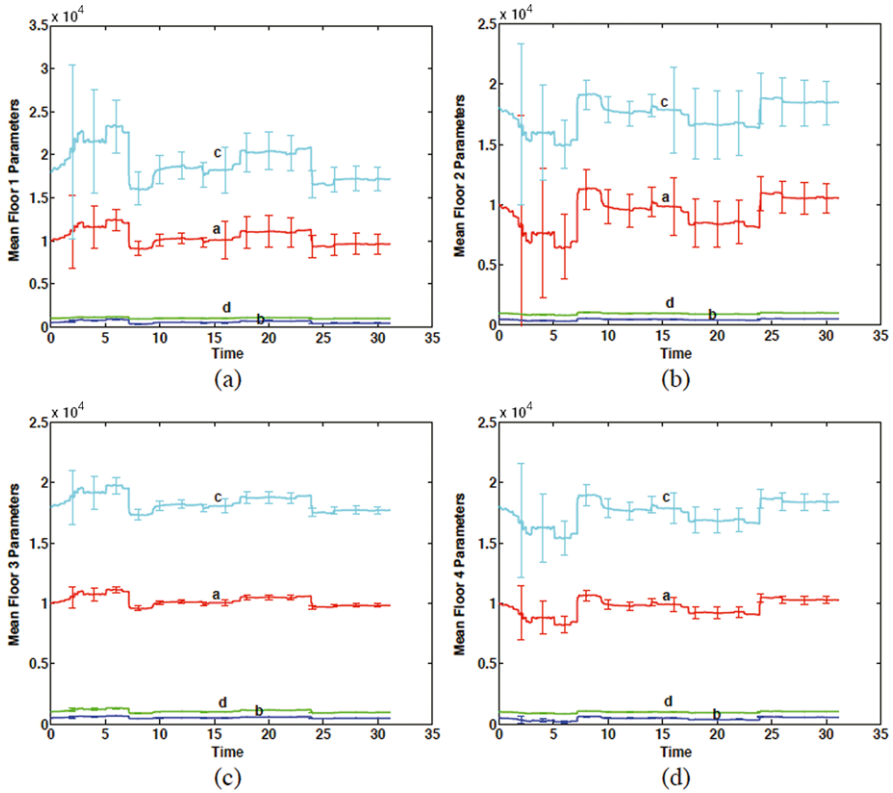 x 10^4
3.5
3
2.5
2
1.5
1
0.5
0
Mean Floor 1 Parameters
c
a
d
b
0 5 10 15 20 25 30 35
Time
(a)
x 10^4
2.5
2
1.5
1
0.5
0
Mean Floor 2 Parameters
c
a
d
b
0 5 10 15 20 25 30 35
Time
(b)
x 10^4
2.5
2
1.5
1
0.5
0
Mean Floor 3 Parameters
c
a
d
b
0 5 10 15 20 25 30 35
Time
(c)
x 10^4
2.5
2
1.5
1
0.5
0
Mean Floor 4 Parameters
c
a
d
b
0 5 10 15 20 25 30 35
Time
(d)